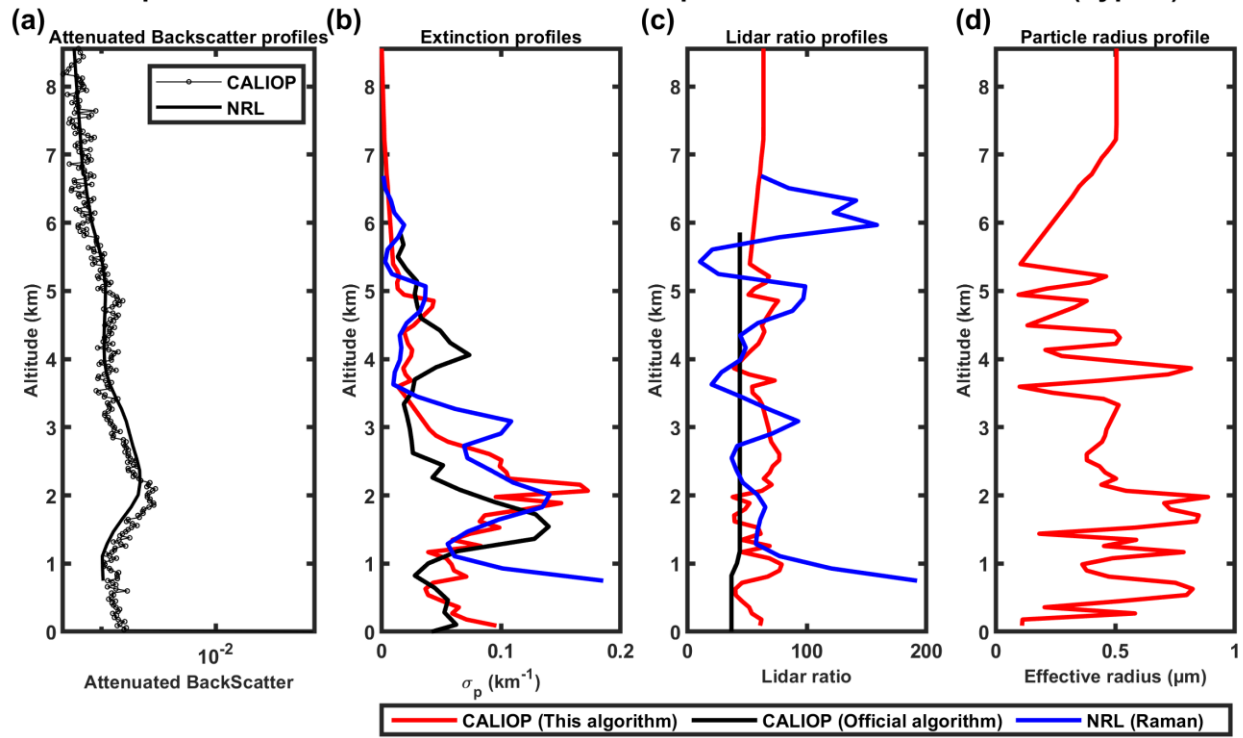 (a)
Attenuated Backscatter profiles
CALIOP
NRL
Altitude (km)
8
7
6
5
4
3
2
1
0
10-2
Attenuated BackScatter
(b)
Extinction profiles
Altitude (km)
8
7
6
5
4
3
2
1
0
0 0.1 0.2
σp (km-1)
(c)
Lidar ratio profiles
Altitude (km)
8
7
6
5
4
3
2
1
0
0 100 200
Lidar ratio
(d)
Particle radius profile
Altitude (km)
8
7
6
5
4
3
2
1
0
0 0.5 1
Effective radius (μm)
CALIOP (This algorithm) CALIOP (Official algorithm) NRL (Raman)